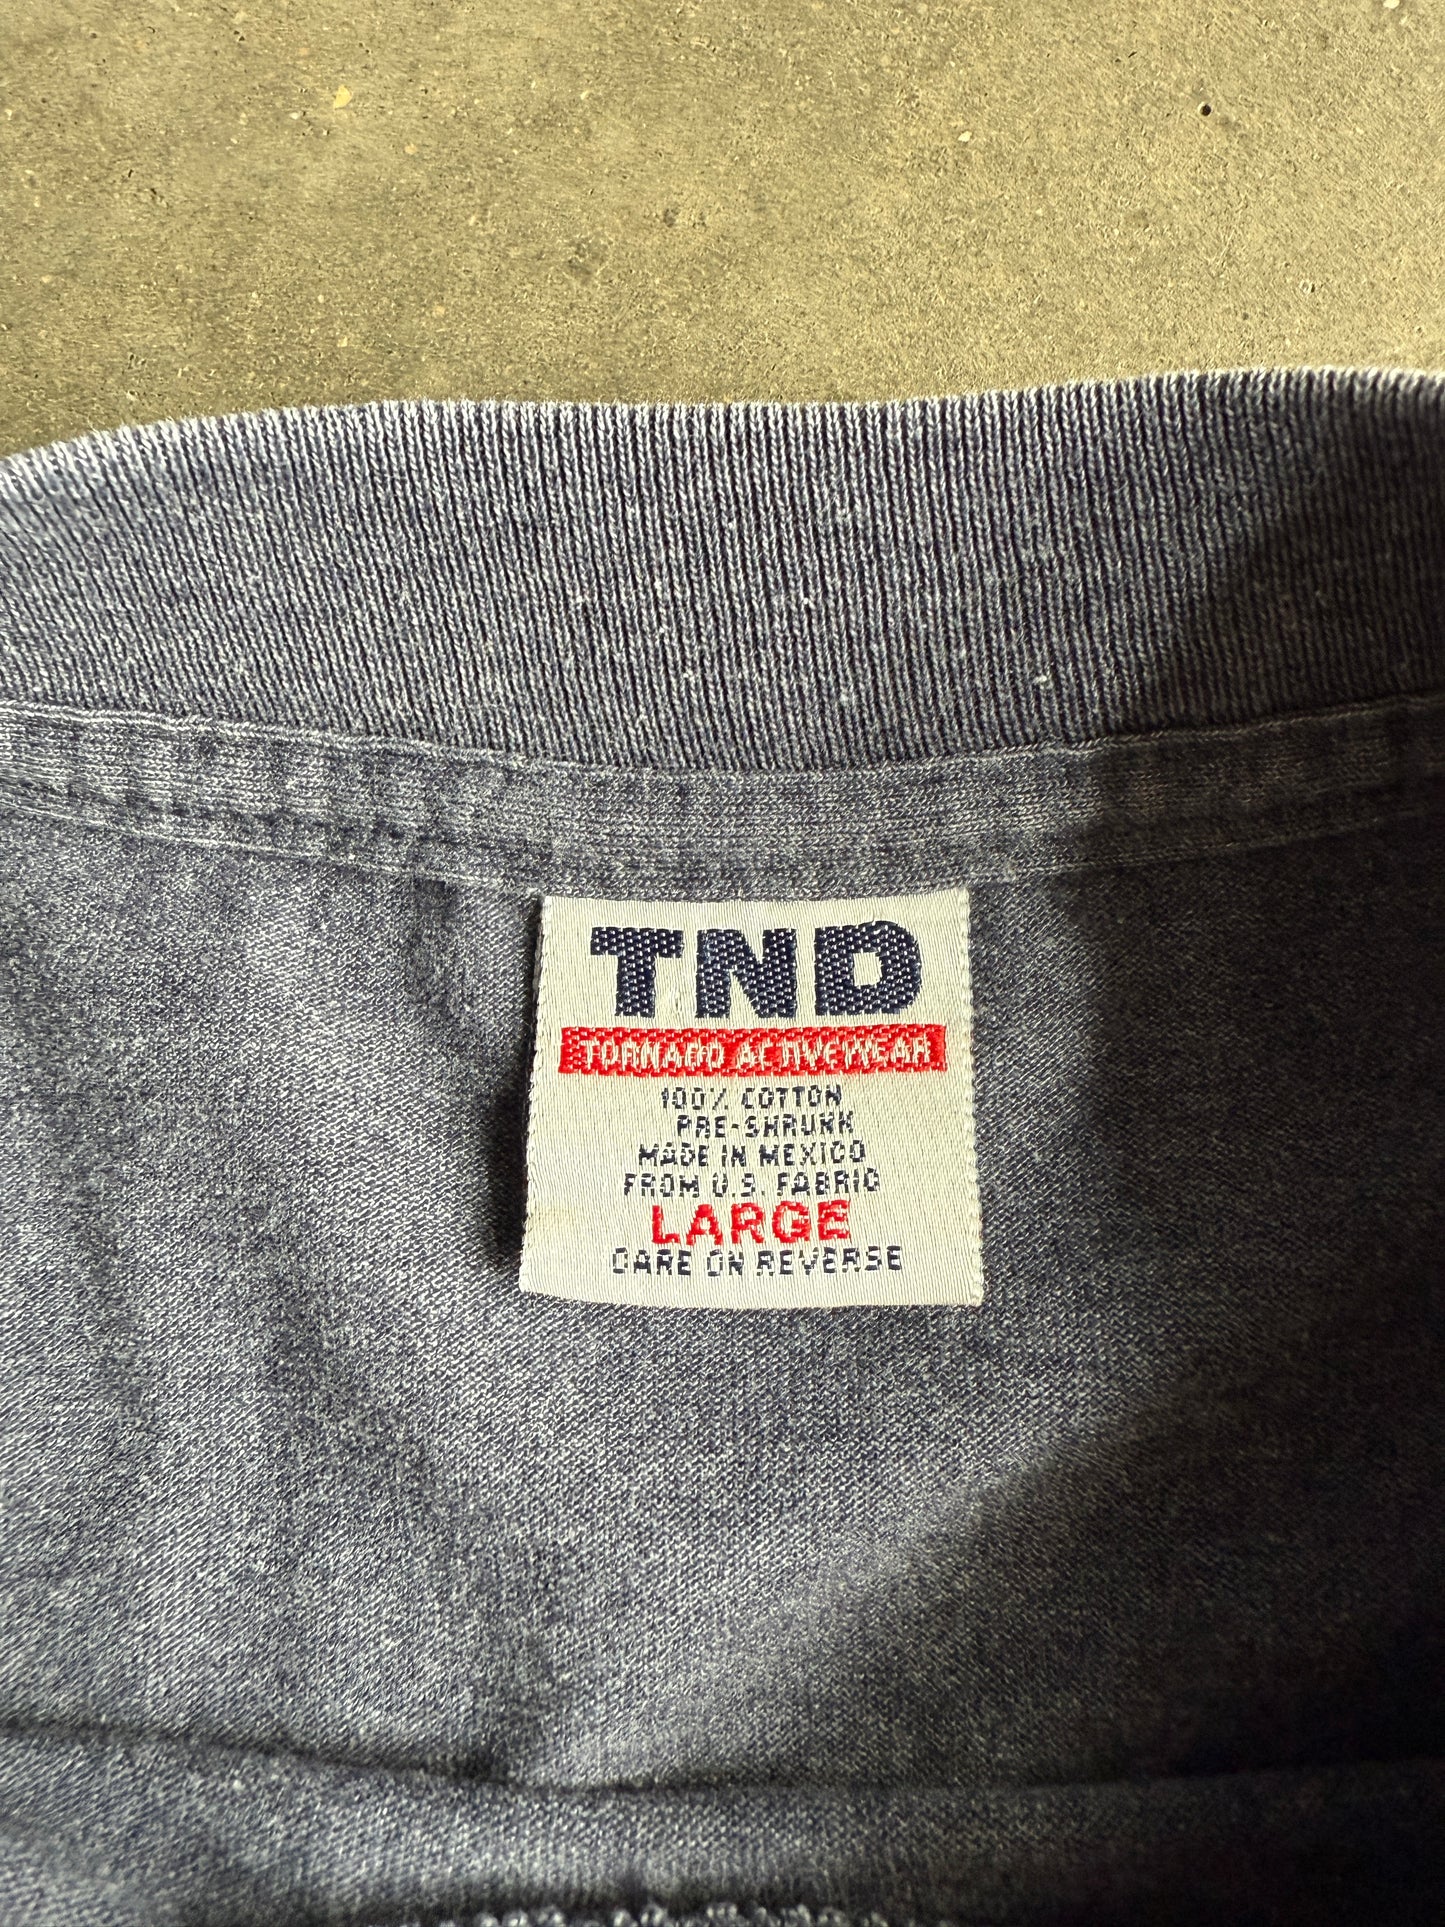 TND
TORNADO ACTIVEWEAR
100% COTTON
PRE-SHRUNK
MADE IN MEXICO
FROM U.S. FABRIC
LARGE
CARE ON REVERSE